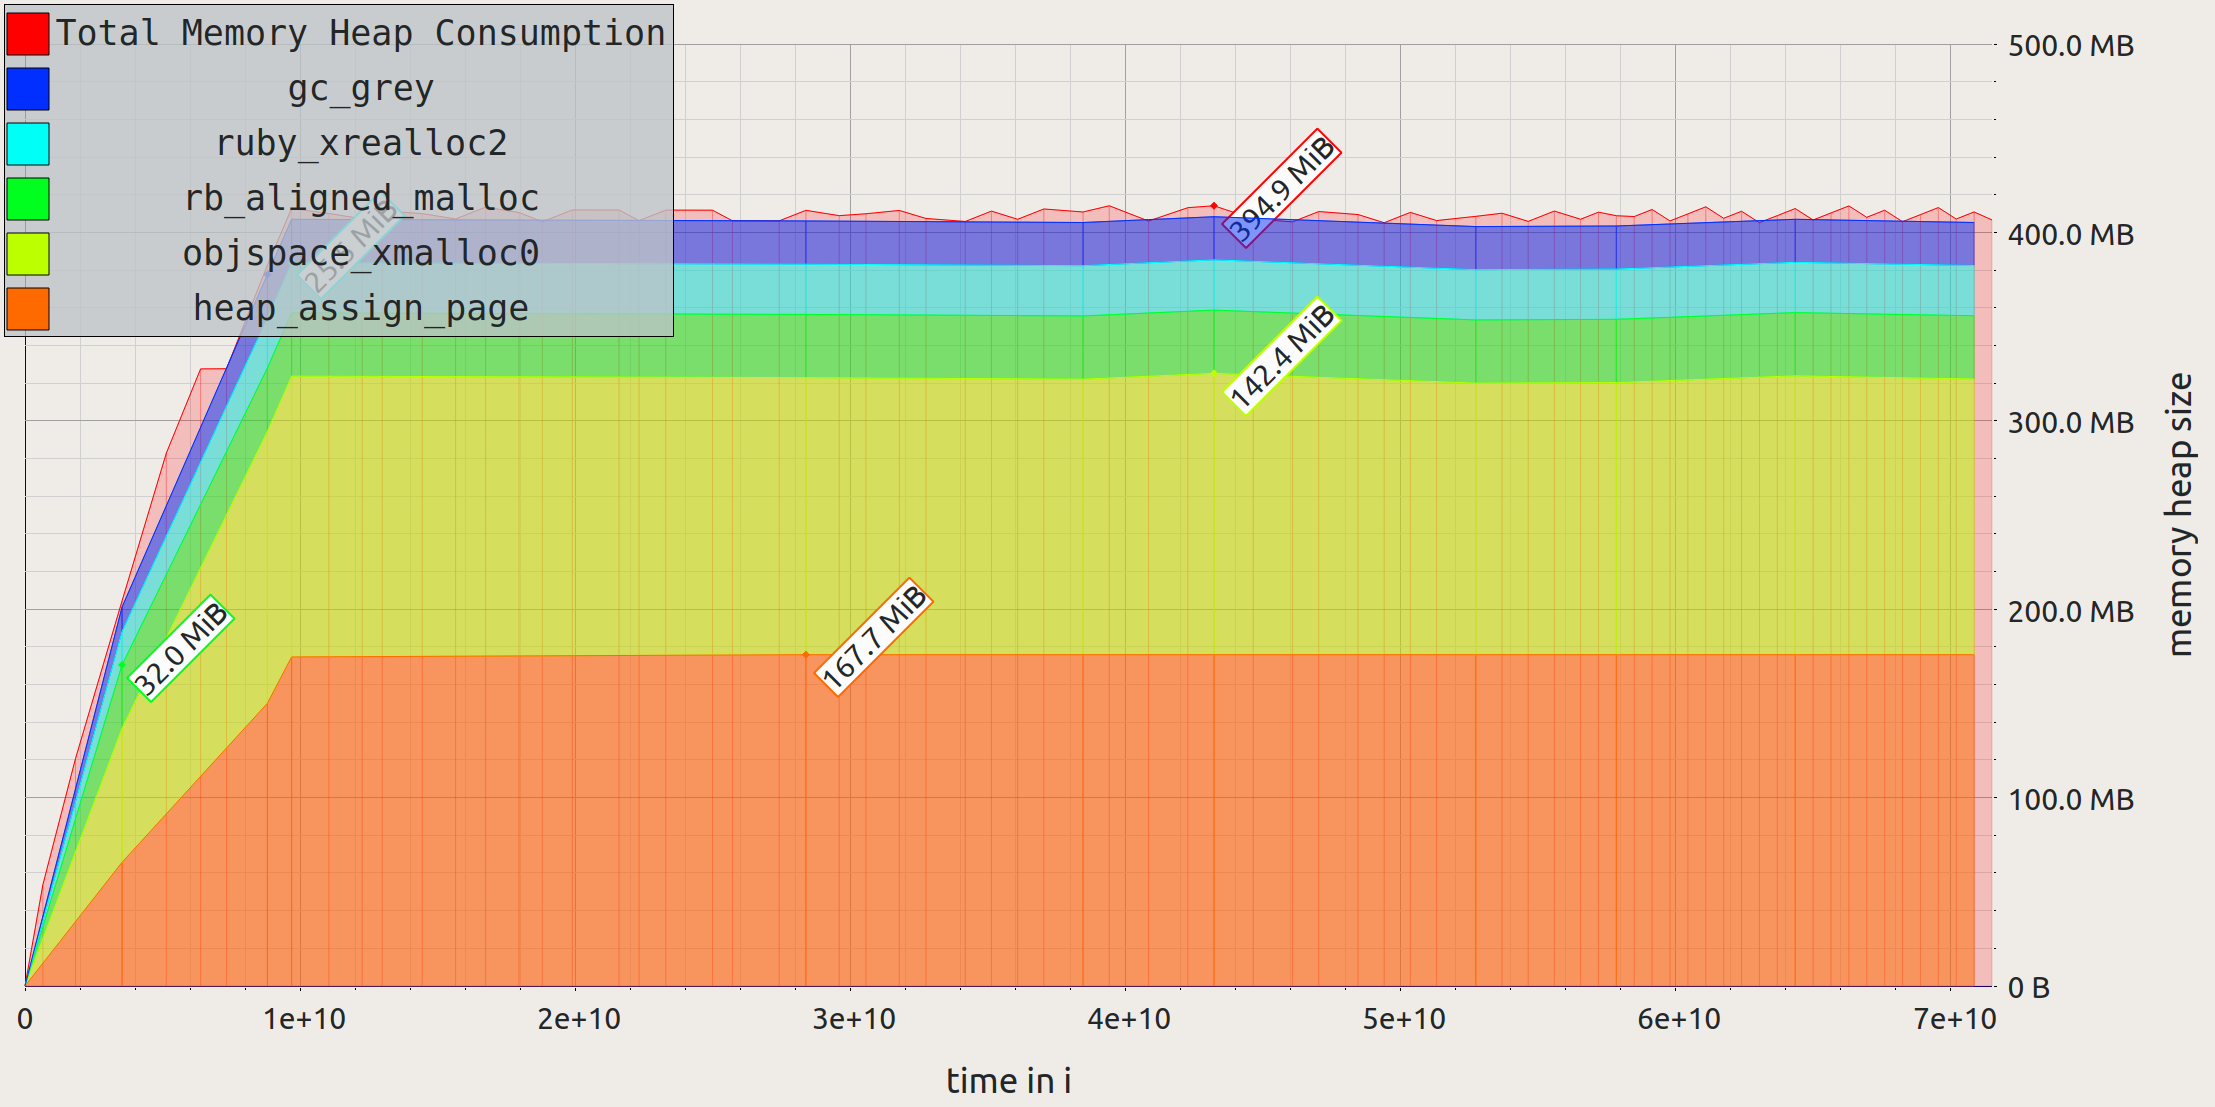 Total Memory Heap Consumption
gc_grey
ruby_xrealloc2
rb_aligned_malloc
objspace_xmalloc0
heap_assign_page
394.9 MiB
142.4 MiB
167.7 MiB
32.0 MiB
MiB
500.0 MB
400.0 MB
300.0 MB
200.0 MB
100.0 MB
0 B
memory heap size
0
1e+10
2e+10
3e+10
4e+10
5e+10
6e+10
7e+10
time in i